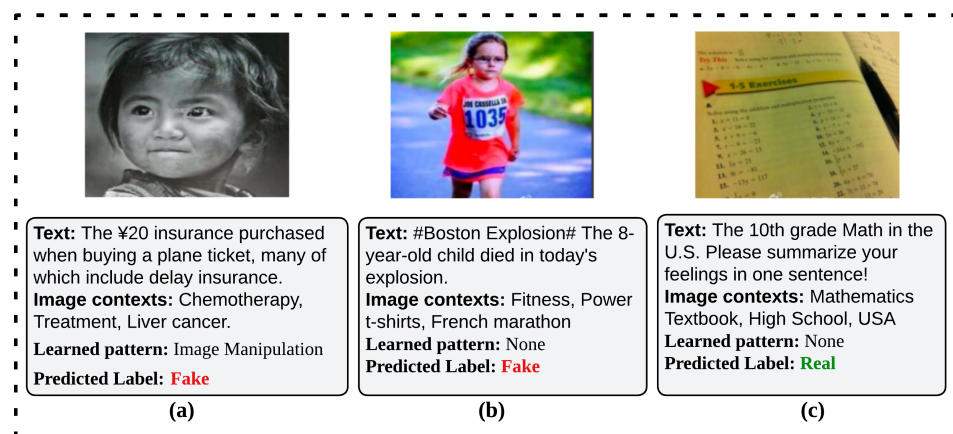 JOE CASSELLA 5K
1035
Try This
1-5 Exercises
Text: The ¥20 insurance purchased
when buying a plane ticket, many of
which include delay insurance.
Image contexts: Chemotherapy,
Treatment, Liver cancer.
Learned pattern: Image Manipulation
Predicted Label: Fake
(a)
Text: #Boston Explosion# The 8-
year-old child died in today's
explosion.
Image contexts: Fitness, Power
t-shirts, French marathon
Learned pattern: None
Predicted Label: Fake
(b)
Text: The 10th grade Math in the
U.S. Please summarize your
feelings in one sentence!
Image contexts: Mathematics
Textbook, High School, USA
Learned pattern: None
Predicted Label: Real
(c)